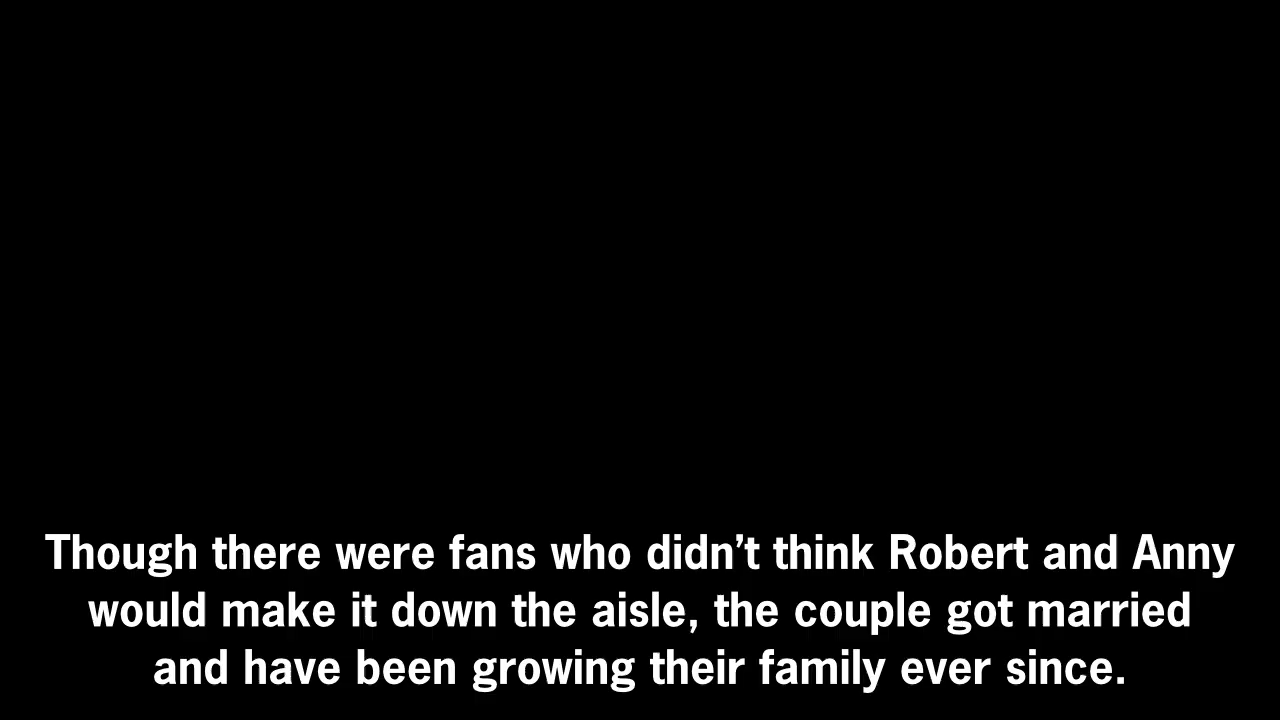 Though there were fans who didn’t think Robert and Anny
would make it down the aisle, the couple got married
and have been growing their family ever since.